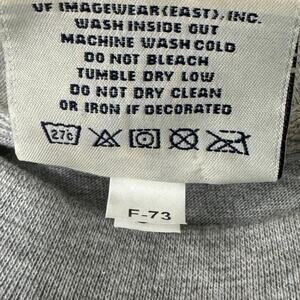 VF IMAGEWEAR(EAST), INC.
WASH INSIDE OUT
MACHINE WASH COLD
DO NOT BLEACH
TUMBLE DRY LOW
DO NOT DRY CLEAN
OR IRON IF DECORATED
F-73